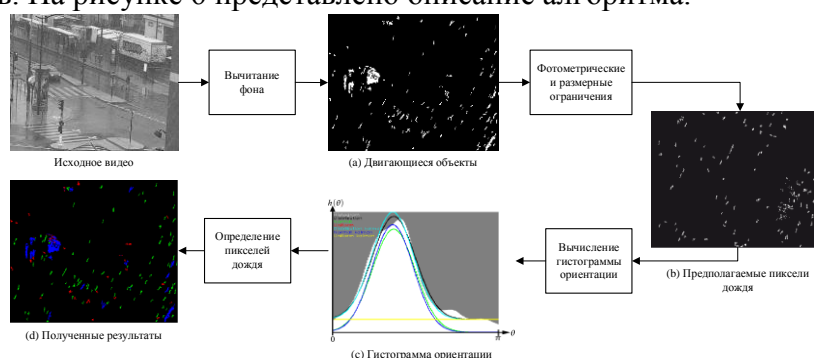 в. На рисунке 6 представлено описание алгоритма.
Вычитание
фона
Фотометрические
и размерные
ограничения
Исходное видео
(a) Двигающиеся объекты
h(θ)
Определение
пикселей
дождя
Вычисление
гистограммы
ориентации
(b) Предполагаемые пиксели
дождя
0
π
θ
(d) Полученные результаты
(c) Гистограмма ориентации